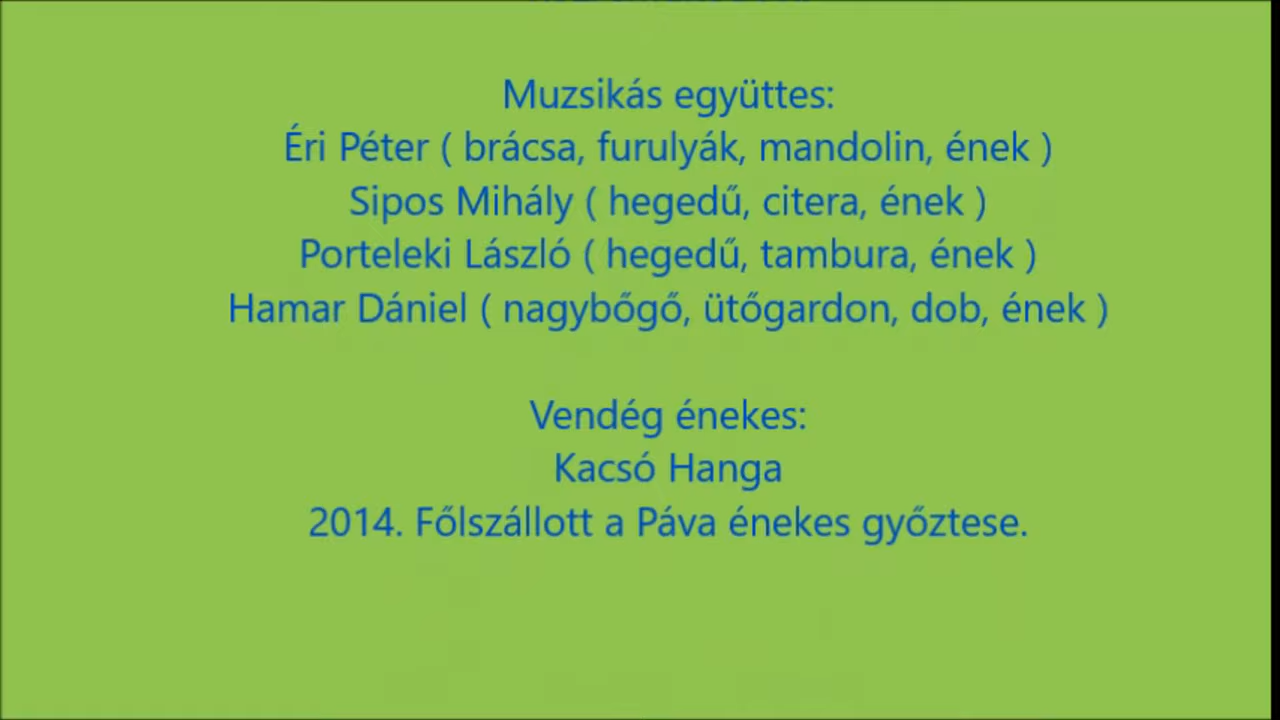 Muzsikás együttes:
Éri Péter ( brácsa, furulyák, mandolin, ének )
Sipos Mihály ( hegedű, citera, ének )
Porteleki László ( hegedű, tambura, ének )
Hamar Dániel ( nagybőgő, ütőgardon, dob, ének )
Vendég énekes:
Kacsó Hanga
2014. Főlszállott a Páva énekes győztese.